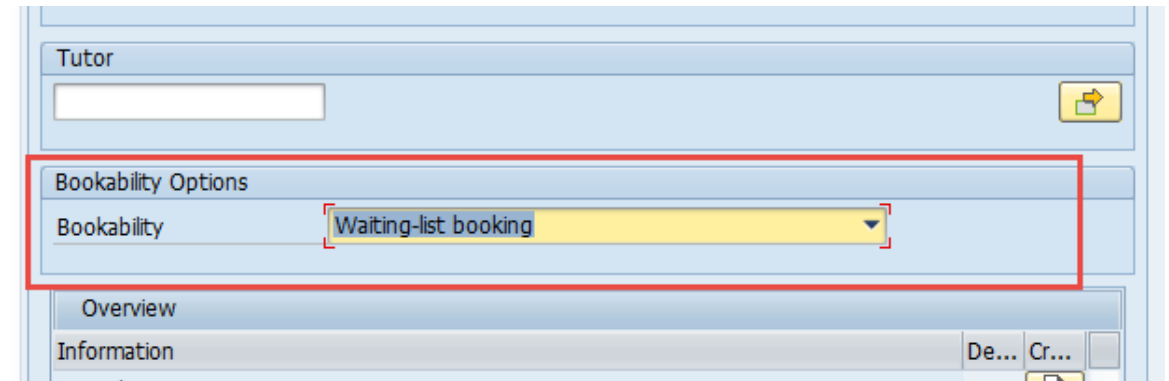 Tutor
Bookability Options
Bookability Waiting-list booking
Overview
Information De... Cr...